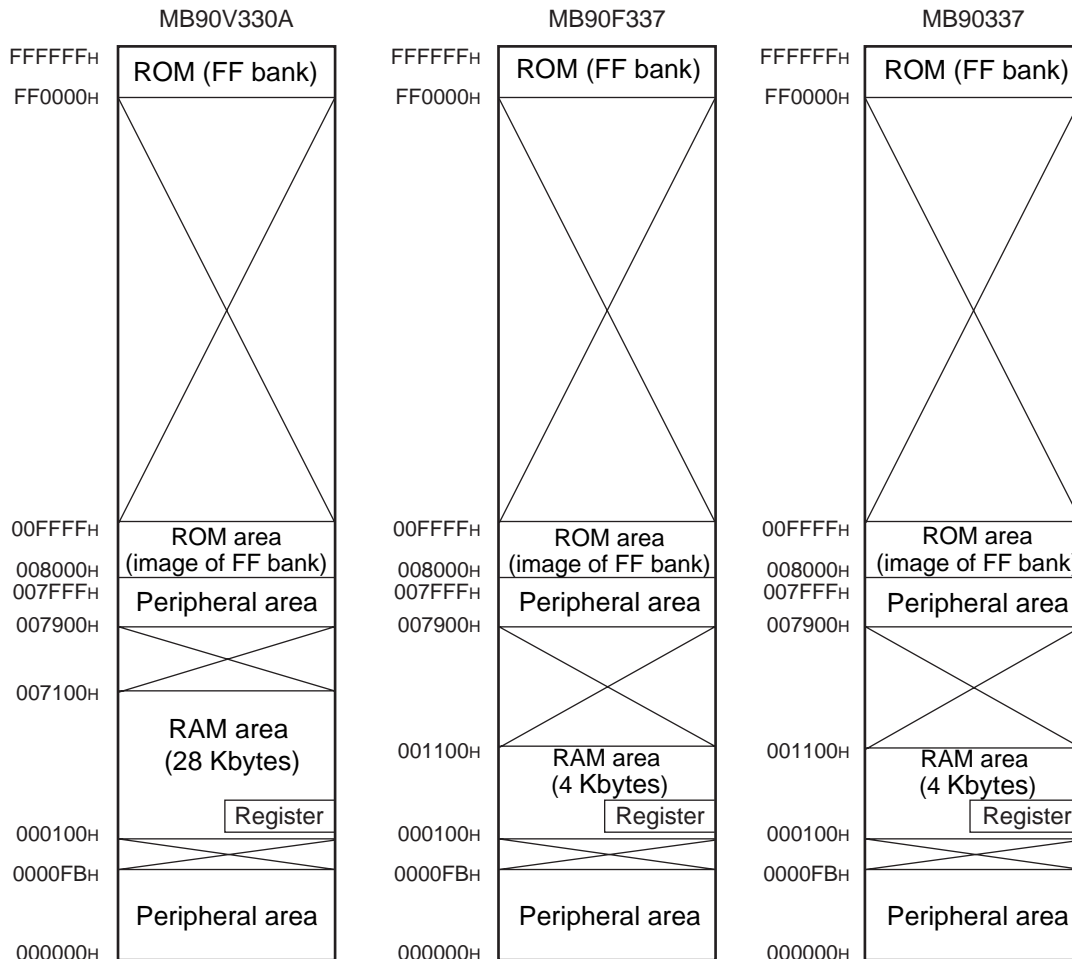 MB90V330A
FFFFFFH
ROM (FF bank)
FF0000H
00FFFFH
ROM area
(image of FF bank)
008000H
007FFFH
Peripheral area
007900H
007100H
RAM area
(28 Kbytes)
Register
000100H
0000FBH
Peripheral area
000000H
MB90F337
FFFFFFH
ROM (FF bank)
FF0000H
00FFFFH
ROM area
(image of FF bank)
008000H
007FFFH
Peripheral area
007900H
001100H
RAM area
(4 Kbytes)
Register
000100H
0000FBH
Peripheral area
000000H
MB90337
FFFFFFH
ROM (FF bank)
FF0000H
00FFFFH
ROM area
(image of FF bank)
008000H
007FFFH
Peripheral area
007900H
001100H
RAM area
(4 Kbytes)
Register
000100H
0000FBH
Peripheral area
000000H